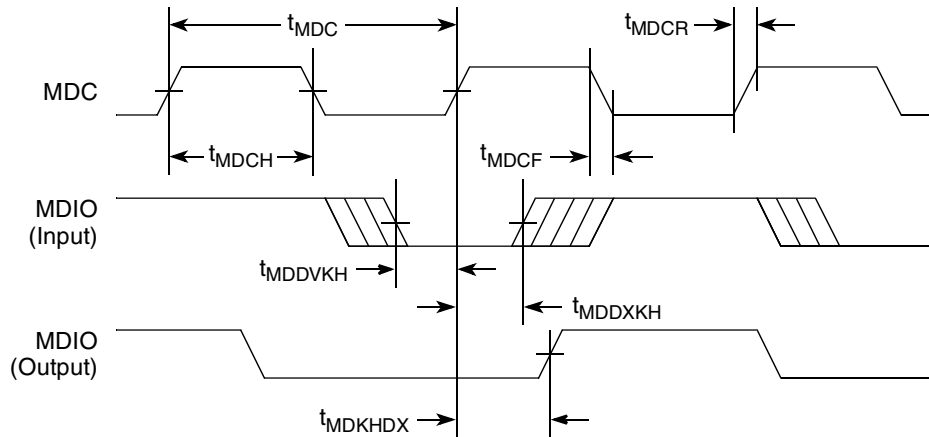 tMDC
tMDCR
MDC
tMDCH
tMDCF
MDIO
(Input)
tMDDVKH
tMDDXKH
MDIO
(Output)
tMDKHDX